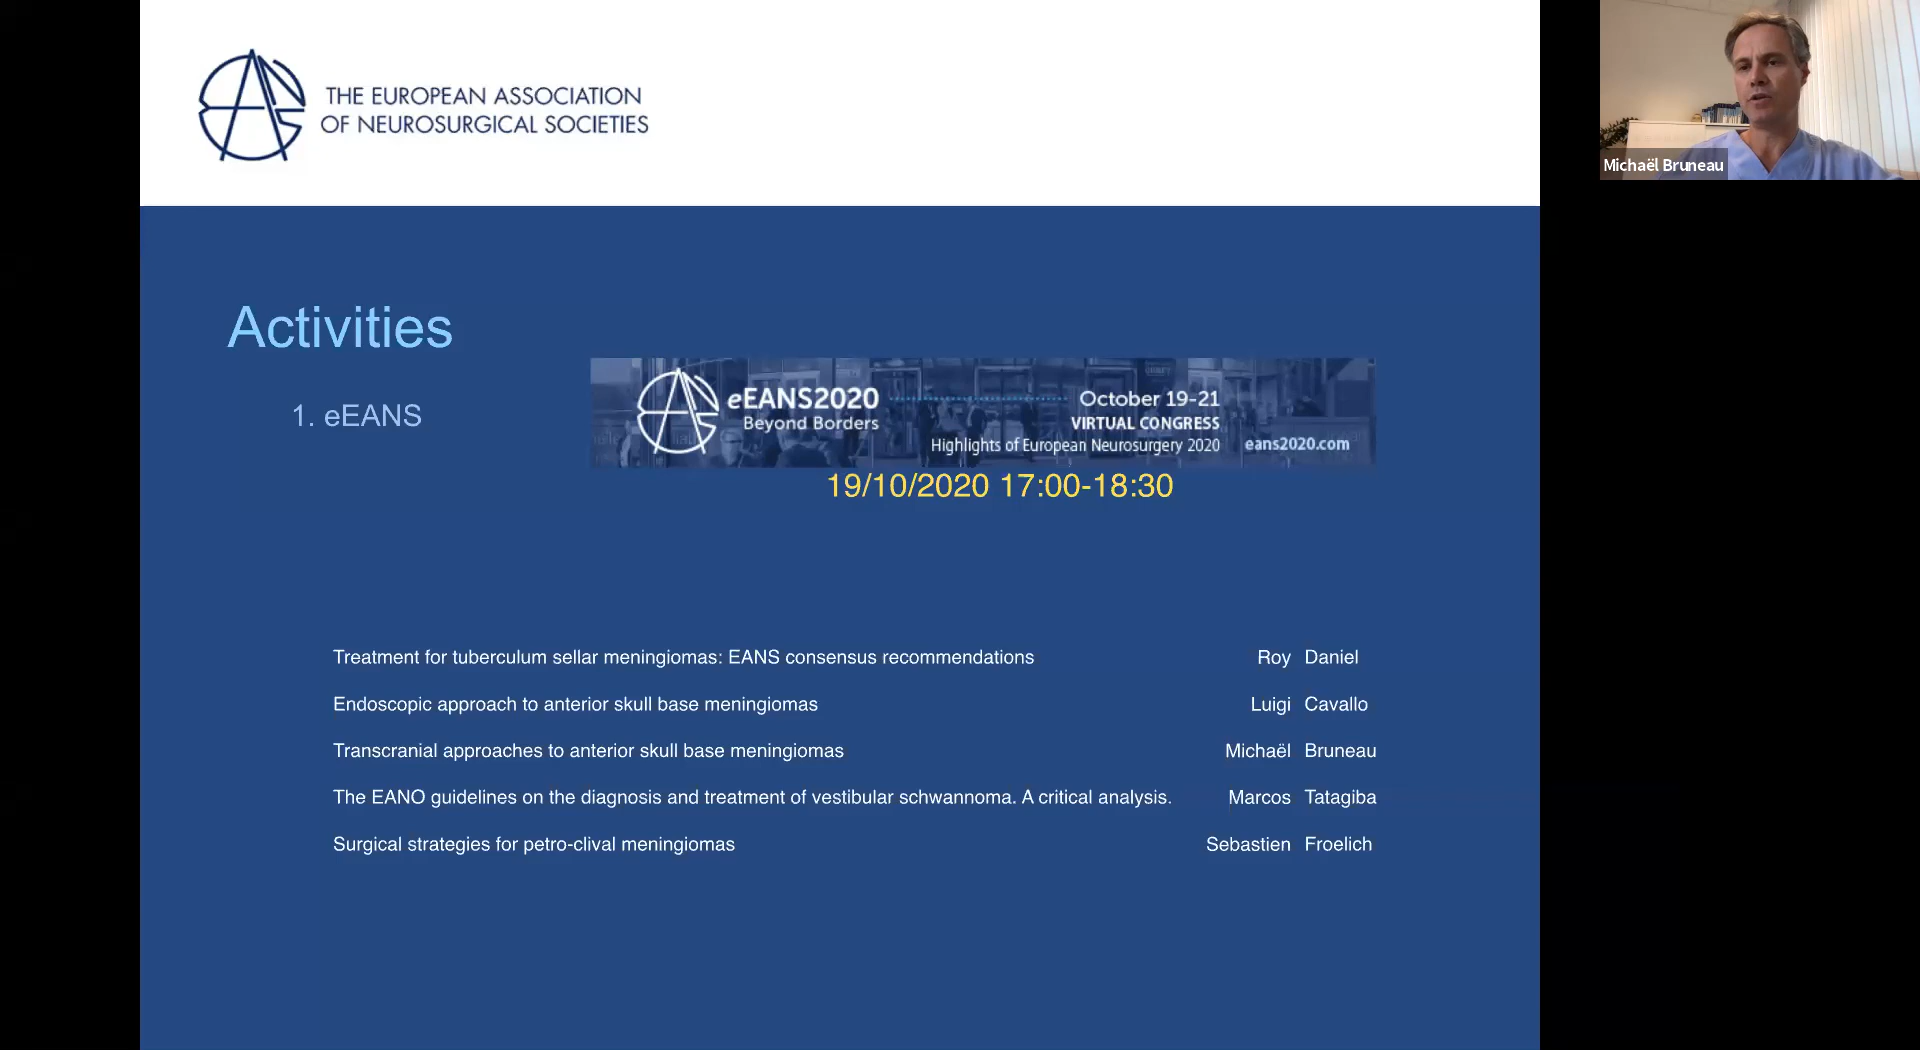 THE EUROPEAN ASSOCIATION
OF NEUROSURGICAL SOCIETIES
Michaël Bruneau
Activities
1. eEANS
eEANS2020
Beyond Borders
October 19-21
VIRTUAL CONGRESS
Highlights of European Neurosurgery 2020
eans2020.com
19/10/2020 17:00-18:30
Treatment for tuberculum sellar meningiomas: EANS consensus recommendations Roy Daniel
Endoscopic approach to anterior skull base meningiomas Luigi Cavallo
Transcranial approaches to anterior skull base meningiomas Michaël Bruneau
The EANO guidelines on the diagnosis and treatment of vestibular schwannoma. A critical analysis. Marcos Tatagiba
Surgical strategies for petro-clival meningiomas Sebastien Froelich